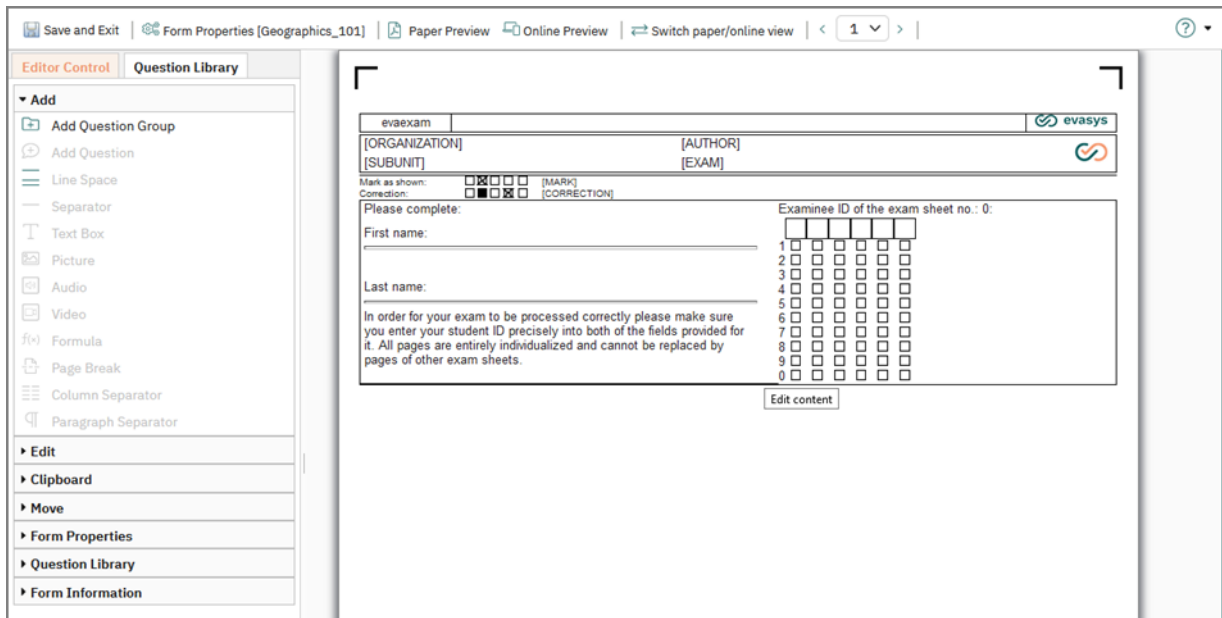 Save and Exit Form Properties [Geographics_101] Paper Preview Online Preview Switch paper/online view < 1 > ?
Editor Control Question Library
Add
Add Question Group
Add Question
Line Space
Separator
Text Box
Picture
Audio
Video
f(x) Formula
Page Break
Column Separator
Paragraph Separator
Edit
Clipboard
Move
Form Properties
Question Library
Form Information
evaexam evasys
[ORGANIZATION] [AUTHOR]
[SUBUNIT] [EXAM]
Mark as shown: [MARK]
Correction: [CORRECTION]
Please complete:
First name:
Last name:
In order for your exam to be processed correctly please make sure
you enter your student ID precisely into both of the fields provided for
it. All pages are entirely individualized and cannot be replaced by
pages of other exam sheets.
Examinee ID of the exam sheet no.: 0:
1
2
3
4
5
6
7
8
9
0
Edit content